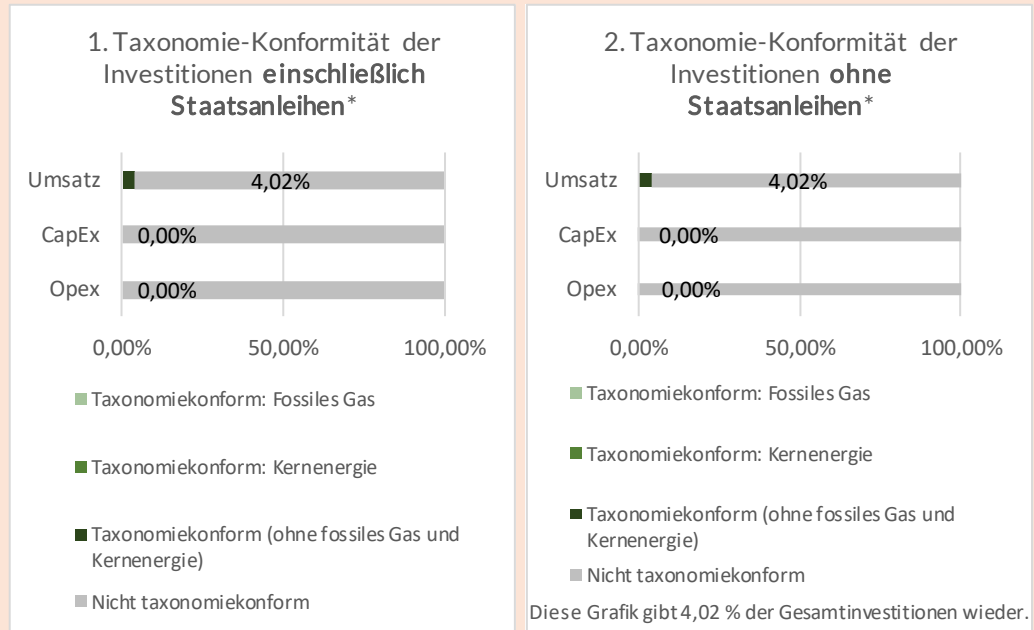 1. Taxonomie-Konformität der
Investitionen einschließlich
Staatsanleihen*
Umsatz
4,02%
CapEx
0,00%
Opex
0,00%
0,00%
50,00%
100,00%
Taxonomiekonform: Fossiles Gas
Taxonomiekonform: Kernenergie
Taxonomiekonform (ohne fossiles Gas und
Kernenergie)
Nicht taxonomiekonform
2. Taxonomie-Konformität der
Investitionen ohne
Staatsanleihen*
Umsatz
4,02%
CapEx
0,00%
Opex
0,00%
0,00%
50,00%
100,00%
Taxonomiekonform: Fossiles Gas
Taxonomiekonform: Kernenergie
Taxonomiekonform (ohne fossiles Gas und
Kernenergie)
Nicht taxonomiekonform
Diese Grafik gibt 4,02 % der Gesamtinvestitionen wieder.